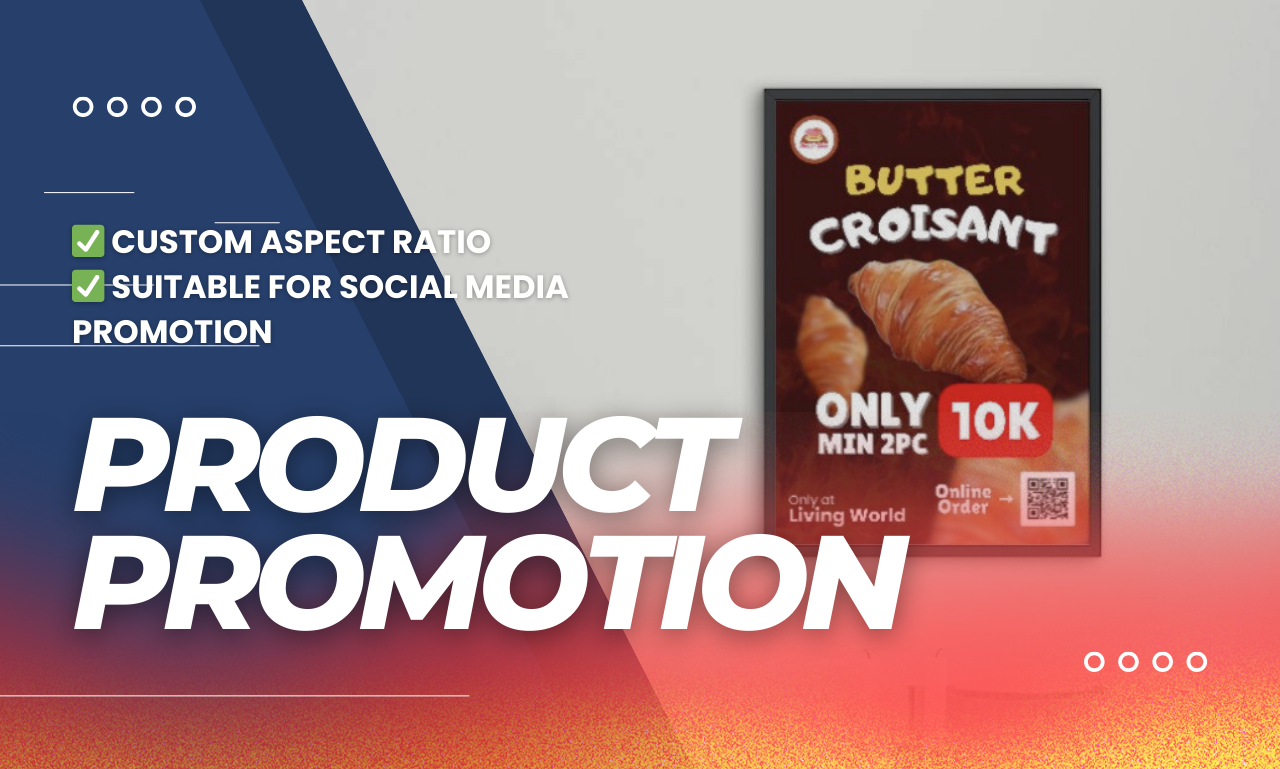 ✅ CUSTOM ASPECT RATIO
✅ SUITABLE FOR SOCIAL MEDIA
PROMOTION
PRODUCT
PROMOTION
BUTTER
CROISANT
ONLY
MIN 2PC
10K
Only at
Living World
Online
Order →